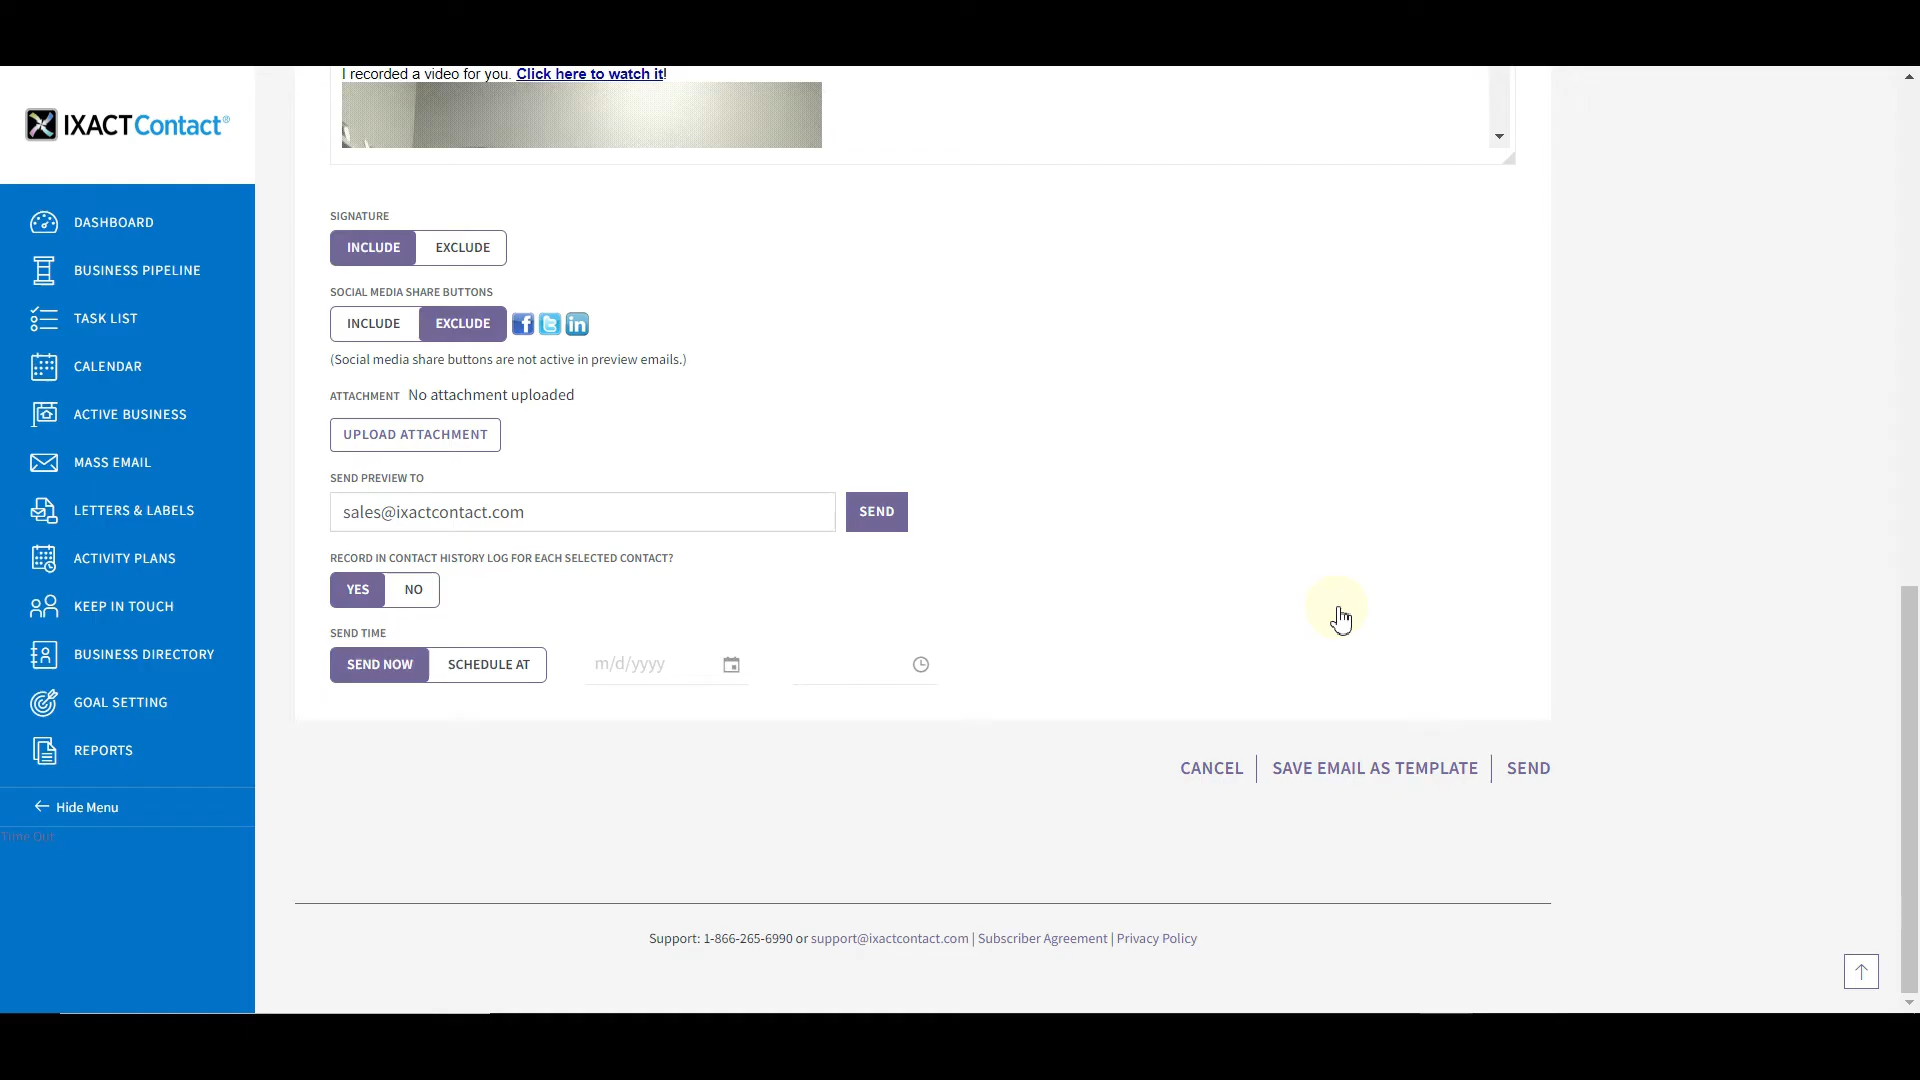 I recorded a video for you. Click here to watch it!
IXACTContact®
DASHBOARD
BUSINESS PIPELINE
TASK LIST
CALENDAR
ACTIVE BUSINESS
MASS EMAIL
LETTERS & LABELS
ACTIVITY PLANS
KEEP IN TOUCH
BUSINESS DIRECTORY
GOAL SETTING
REPORTS
Hide Menu
Time Out
SIGNATURE
INCLUDE EXCLUDE
SOCIAL MEDIA SHARE BUTTONS
INCLUDE EXCLUDE
(Social media share buttons are not active in preview emails.)
ATTACHMENT No attachment uploaded
UPLOAD ATTACHMENT
SEND PREVIEW TO
sales@ixactcontact.com SEND
RECORD IN CONTACT HISTORY LOG FOR EACH SELECTED CONTACT?
YES NO
SEND TIME
SEND NOW SCHEDULE AT m/d/yyyy
CANCEL SAVE EMAIL AS TEMPLATE SEND
Support: 1-866-265-6990 or support@ixactcontact.com | Subscriber Agreement | Privacy Policy